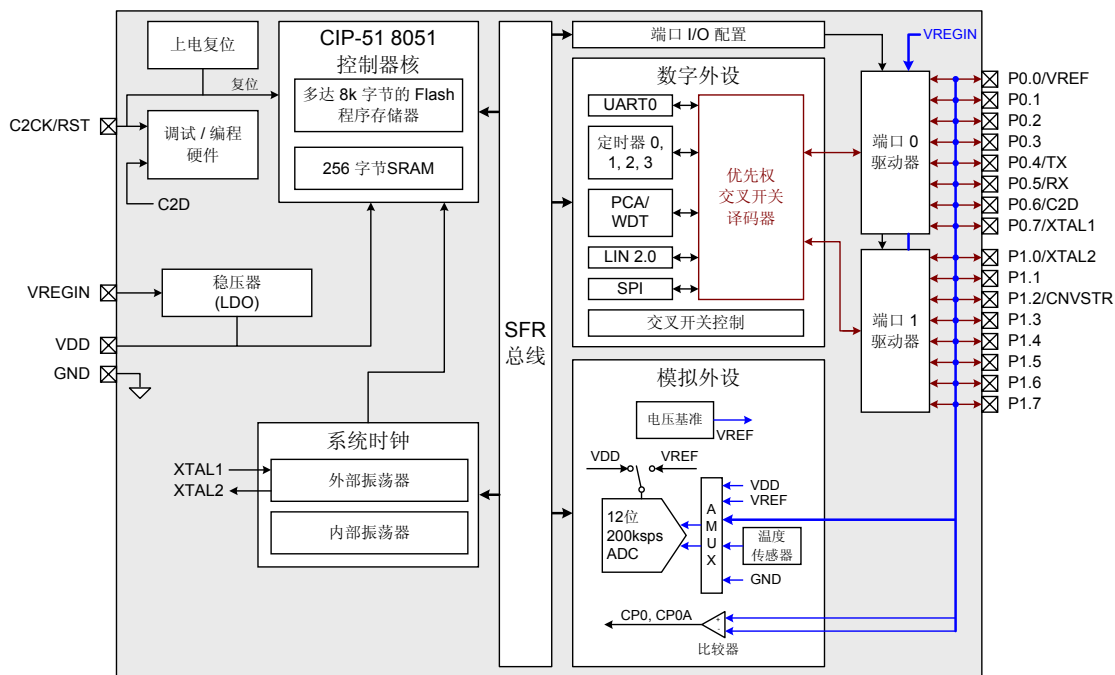 上电复位
复位
C2CK/RST
调试 / 编程
硬件
C2D
CIP-51 8051
控制器核
多达 8k 字节的 Flash
程序存储器
256 字节SRAM
VREGIN
稳压器
(LDO)
VDD
GND
系统时钟
XTAL1
XTAL2
外部振荡器
内部振荡器
SFR
总线
端口 I/O 配置
数字外设
UART0
定时器 0,
1, 2, 3
PCA/
WDT
LIN 2.0
SPI
优先权
交叉开关
译码器
交叉开关控制
模拟外设
电压基准
VREF
VDD
VREF
12位
200ksps
ADC
A
M
U
X
VDD
VREF
温度
传感器
GND
CP0, CP0A
+
-
比较器
VREGIN
端口 0
驱动器
端口 1
驱动器
P0.0/VREF
P0.1
P0.2
P0.3
P0.4/TX
P0.5/RX
P0.6/C2D
P0.7/XTAL1
P1.0/XTAL2
P1.1
P1.2/CNVSTR
P1.3
P1.4
P1.5
P1.6
P1.7